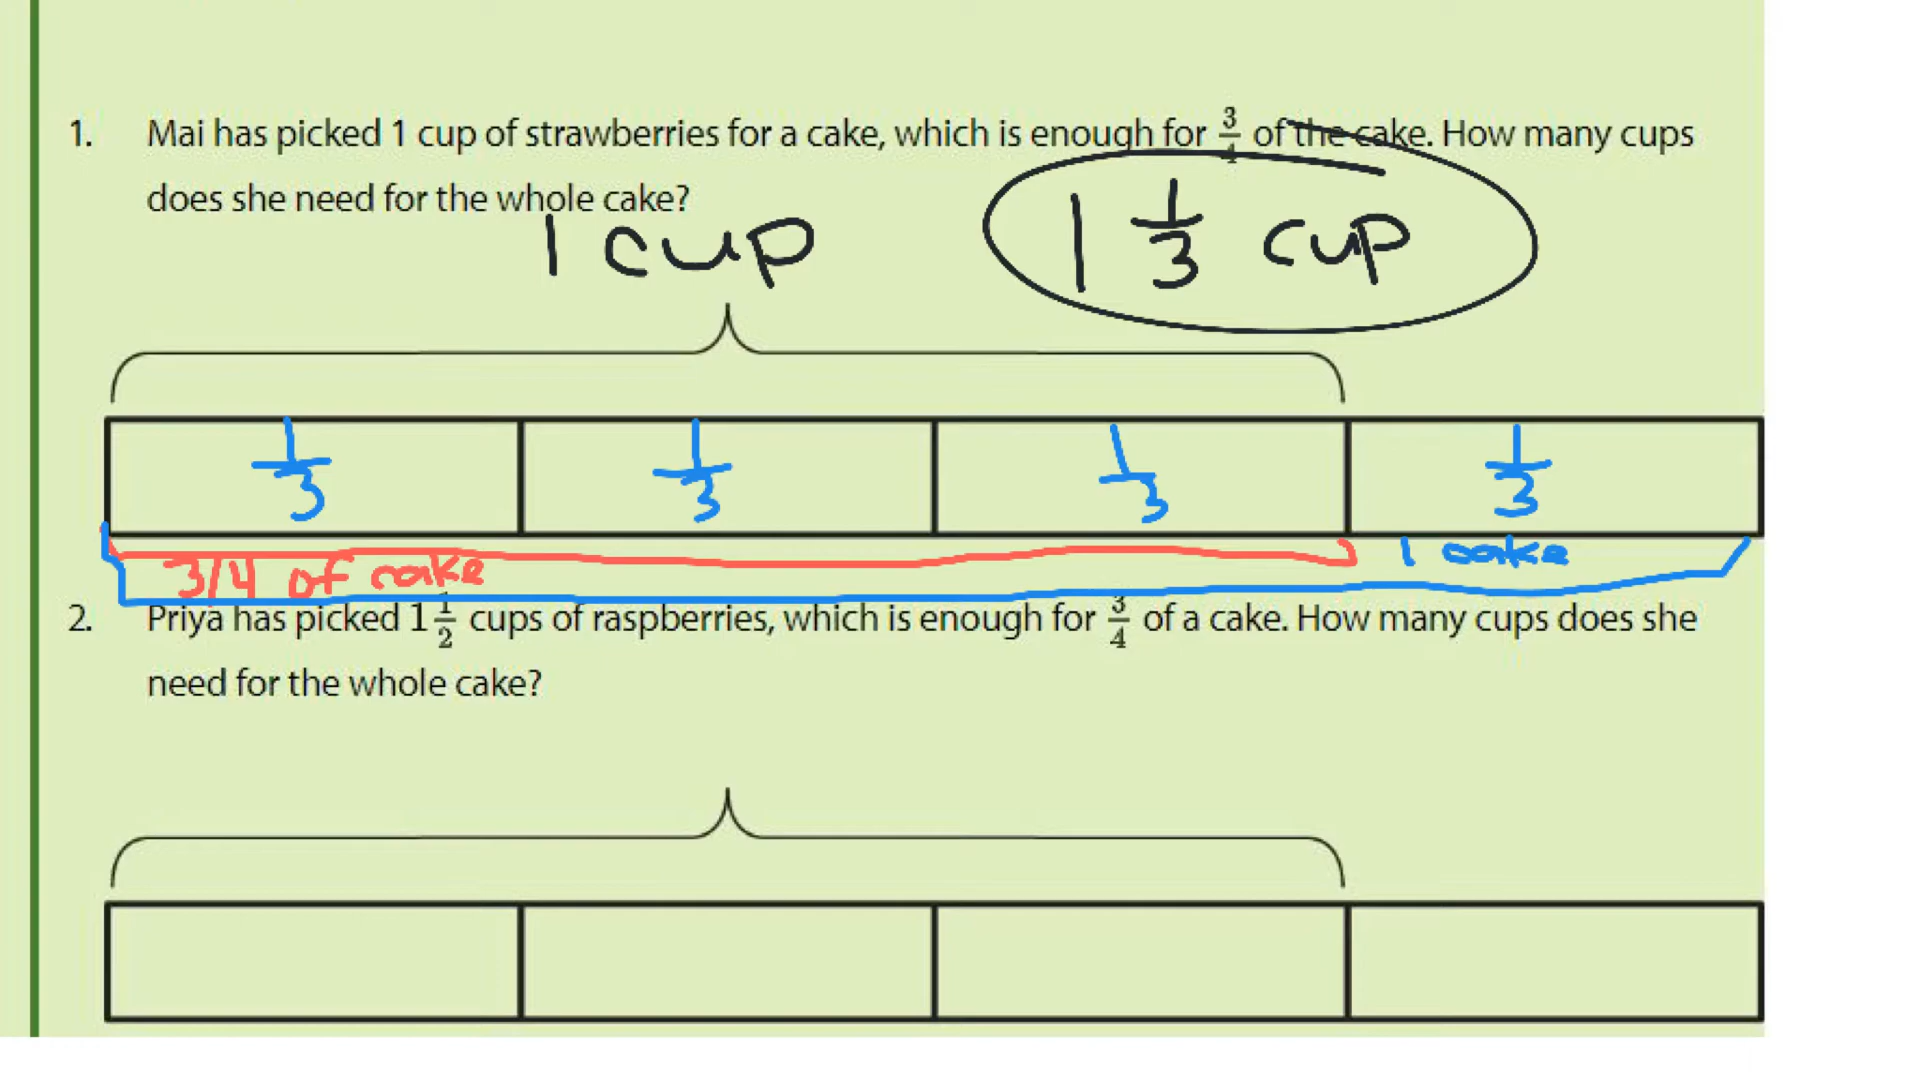 1. Mai has picked 1 cup of strawberries for a cake, which is enough for 3/4 of the cake. How many cups
does she need for the whole cake?
1 cup
1 1/3 cup
1/3 1/3 1/3 1/3
3/4 of cake
1 cake
2. Priya has picked 1 1/2 cups of raspberries, which is enough for 3/4 of a cake. How many cups does she
need for the whole cake?